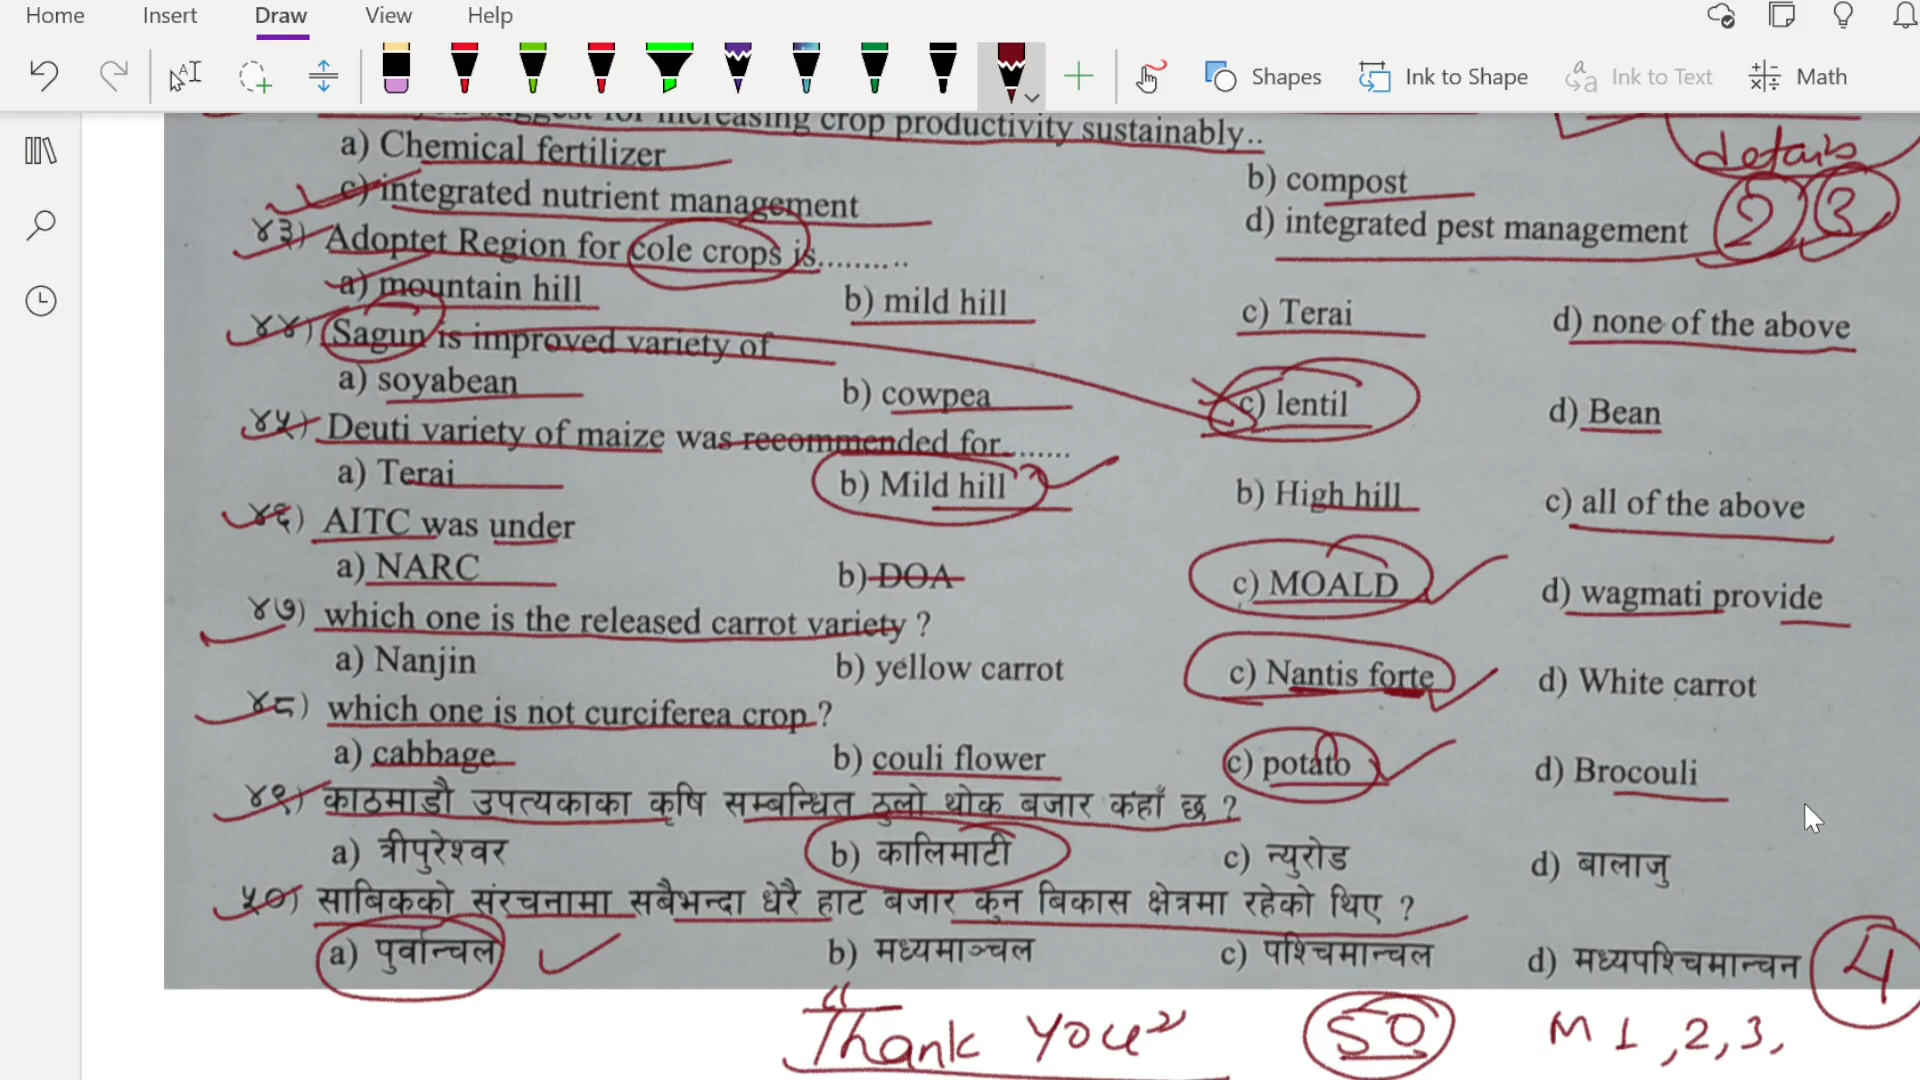 Home Insert Draw View Help
Shapes Ink to Shape Ink to Text Math
suggest for increasing crop productivity sustainably..
a) Chemical fertilizer b) compost
c) integrated nutrient management d) integrated pest management
details
2 3
४३) Adoptet Region for cole crops is..........
a) mountain hill b) mild hill c) Terai d) none of the above
४४) Sagun is improved variety of
a) soyabean b) cowpea c) lentil d) Bean
४५) Deuti variety of maize was recommended for........
a) Terai b) Mild hill b) High hill c) all of the above
४६) AITC was under
a) NARC b) DOA c) MOALD d) wagmati provide
४७) which one is the released carrot variety ?
a) Nanjin b) yellow carrot c) Nantis forte d) White carrot
४८) which one is not curciferea crop ?
a) cabbage b) couli flower c) potato d) Brocouli
४९) काठमाडौ उपत्यकाका कृषि सम्बन्धित ठुलो थोक बजार कहाँ छ ?
a) त्रीपुरेश्वर b) कालिमाटी c) न्युरोड d) बालाजु
५०) साबिकको संरचनामा सबैभन्दा धेरै हाट बजार कुन बिकास क्षेत्रमा रहेको थिए ?
a) पुर्वान्चल b) मध्यमाञ्चल c) पश्चिमान्चल d) मध्यपश्चिमान्चन
4
"Thank You" 50 M 1, 2, 3,